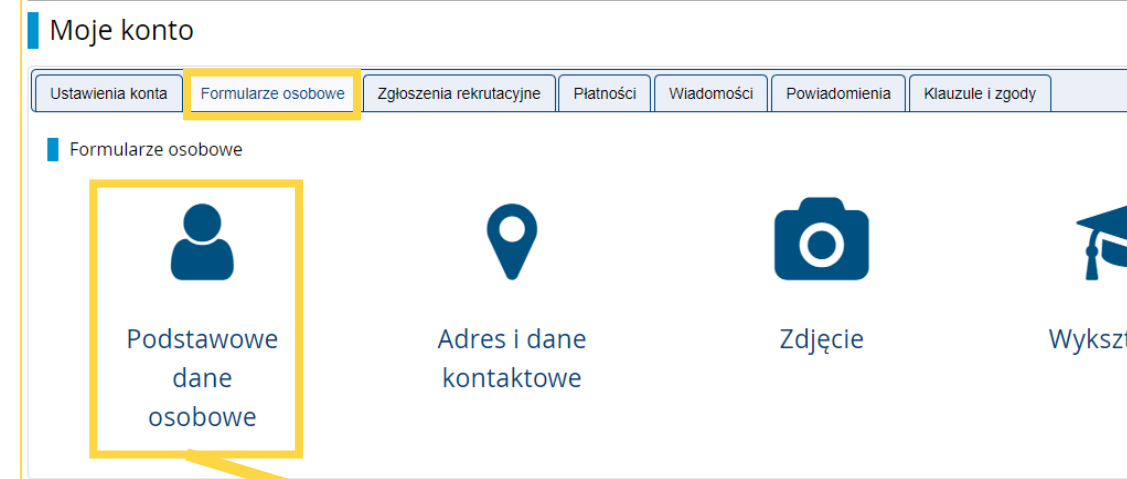 Moje konto
Ustawienia konta Formularze osobowe Zgłoszenia rekrutacyjne Płatności Wiadomości Powiadomienia Klauzule i zgody
Formularze osobowe
Podstawowe
dane
osobowe
Adres i dane
kontaktowe
Zdjęcie